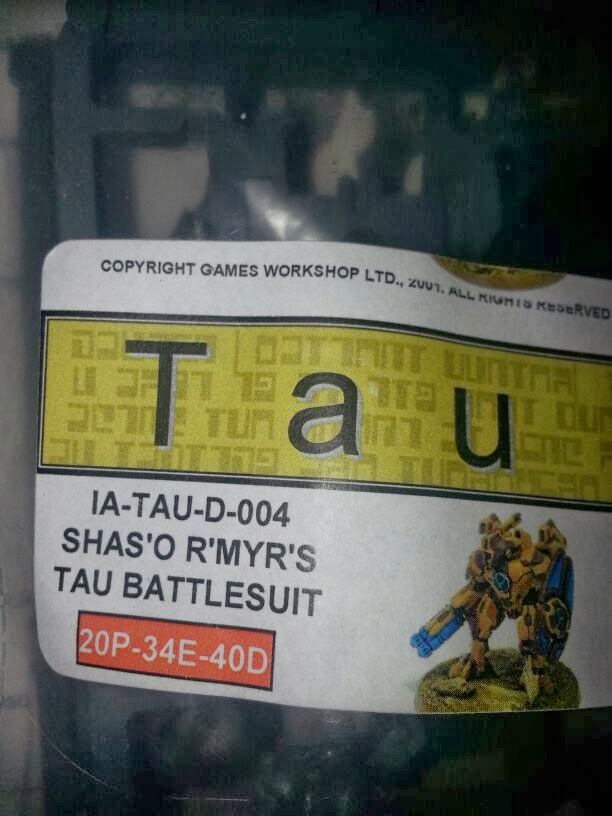 COPYRIGHT GAMES WORKSHOP LTD., 2001. ALL RIGHTS RESERVED
Tau
IA-TAU-D-004
SHAS'O R'MYR'S
TAU BATTLESUIT
20P-34E-40D